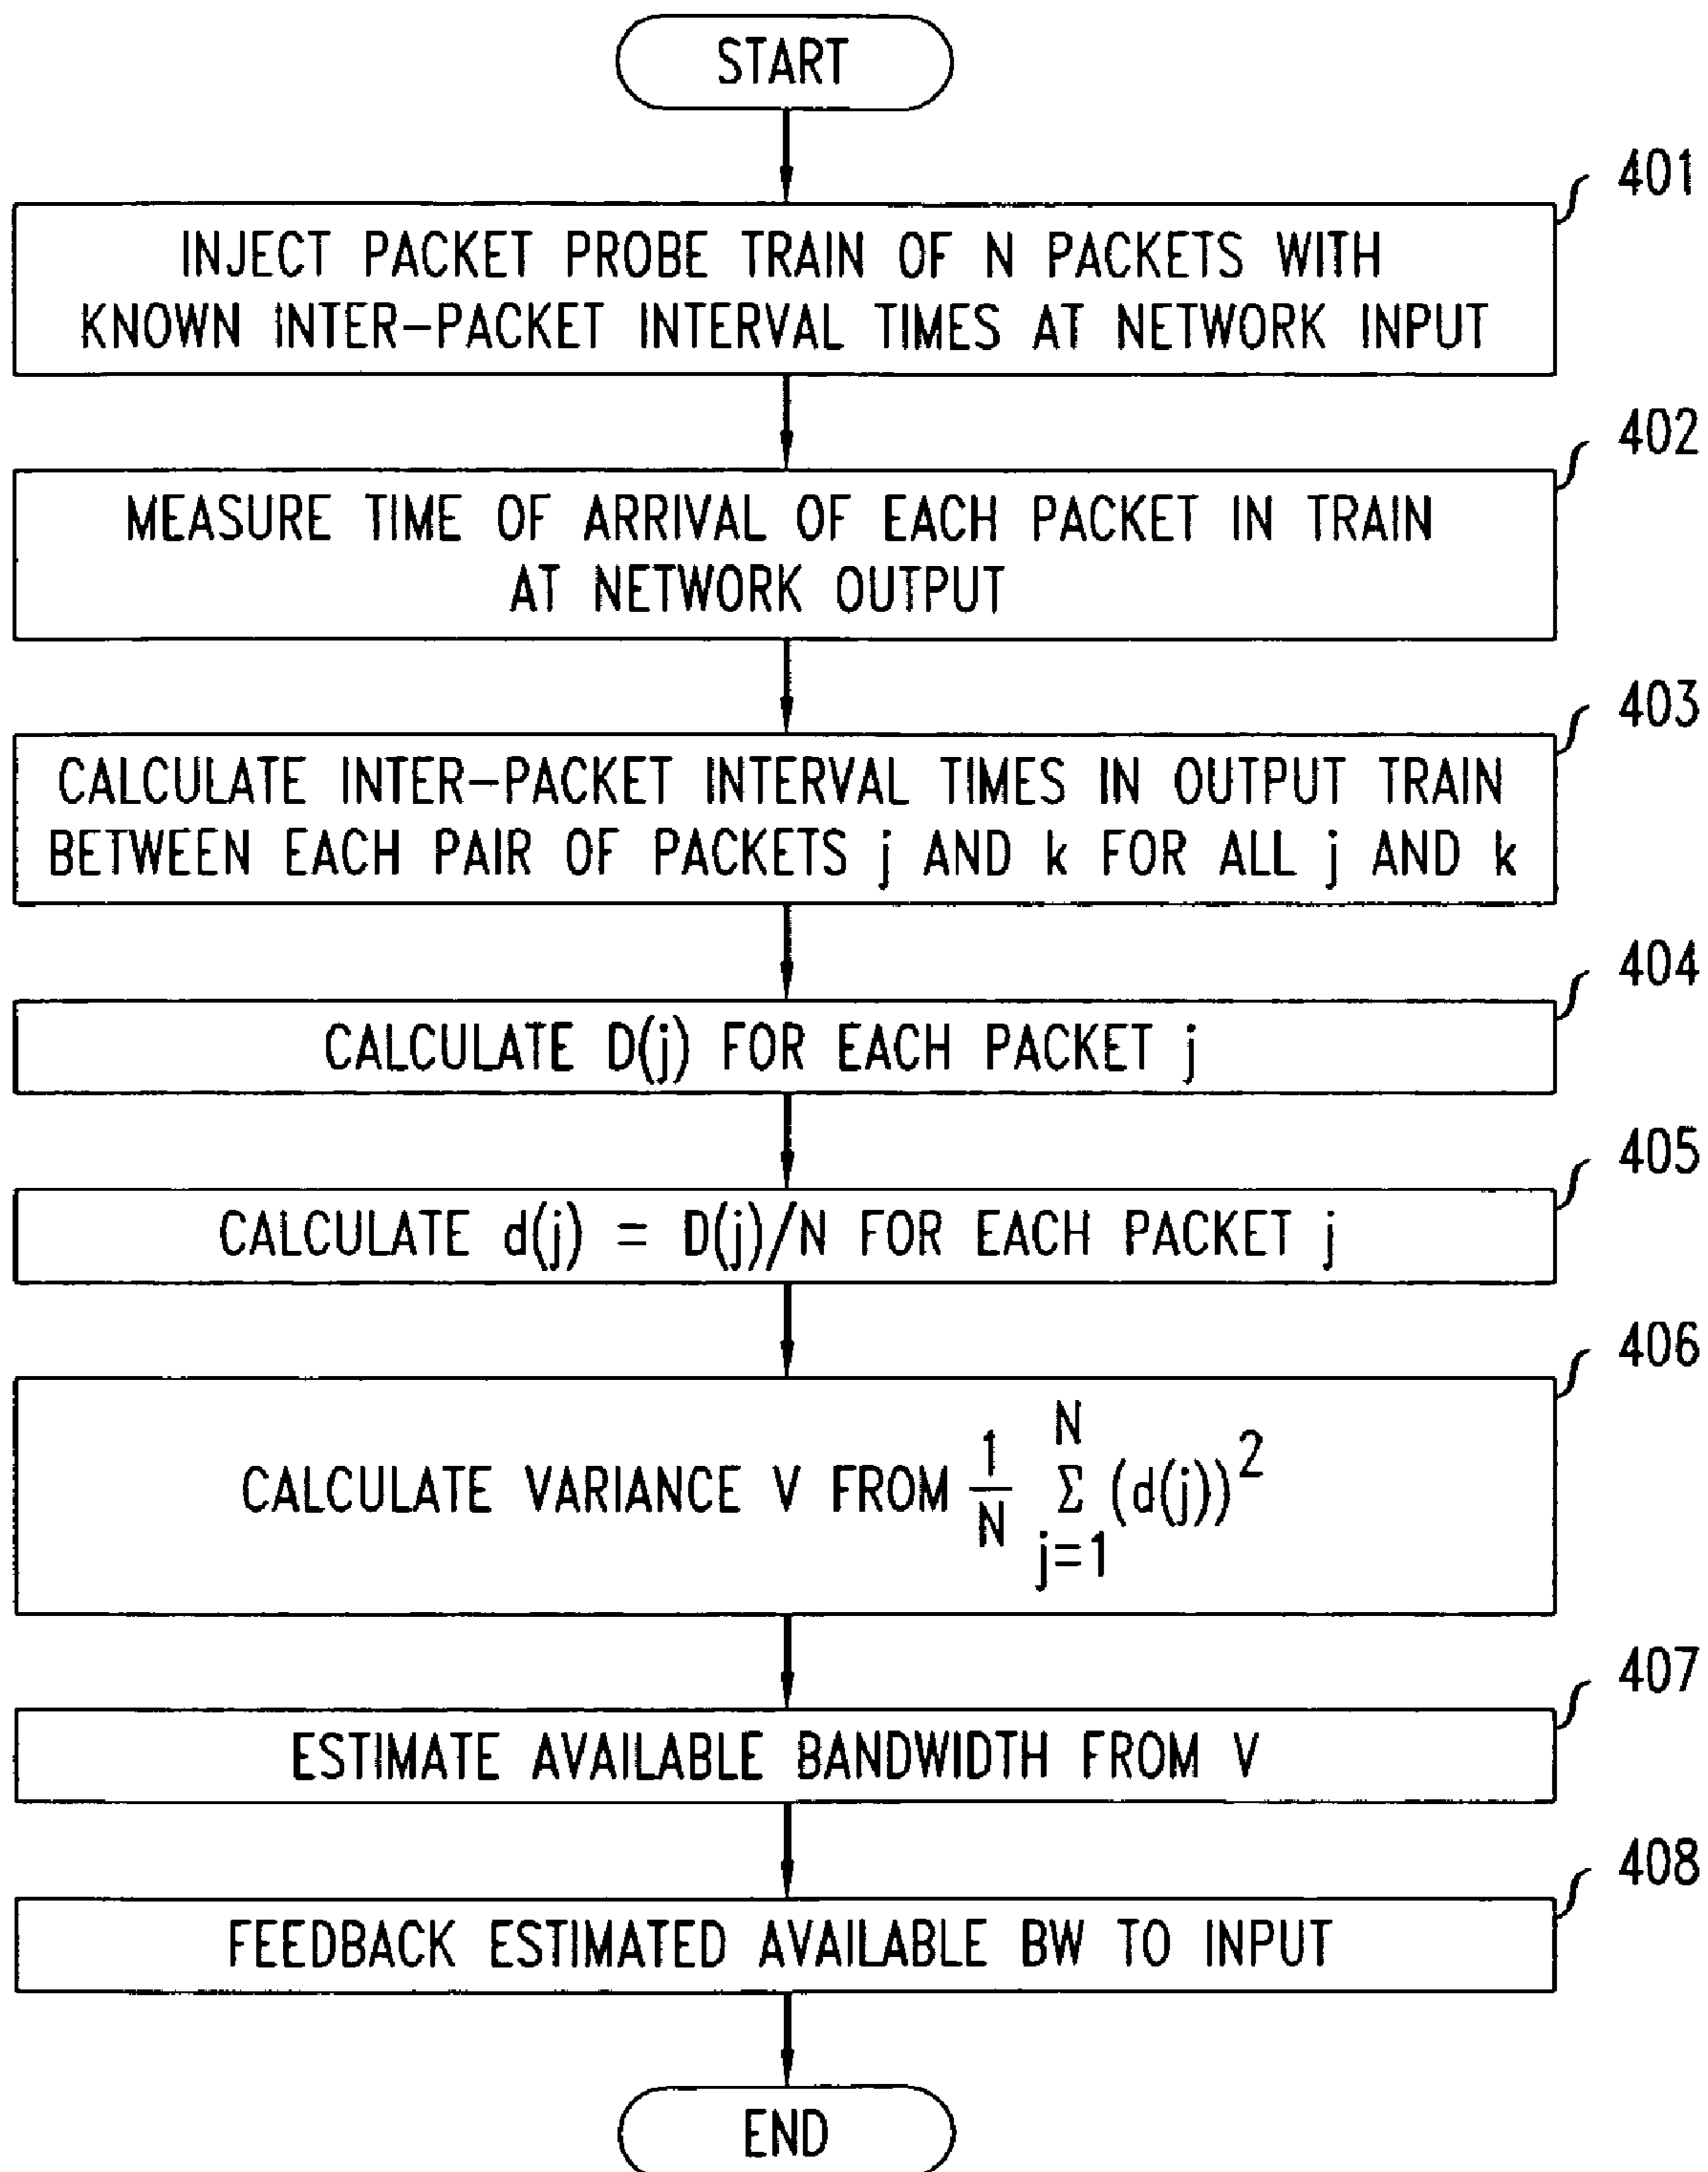 START
401
INJECT PACKET PROBE TRAIN OF N PACKETS WITH
KNOWN INTER-PACKET INTERVAL TIMES AT NETWORK INPUT
402
MEASURE TIME OF ARRIVAL OF EACH PACKET IN TRAIN
AT NETWORK OUTPUT
403
CALCULATE INTER-PACKET INTERVAL TIMES IN OUTPUT TRAIN
BETWEEN EACH PAIR OF PACKETS j AND k FOR ALL j AND k
404
CALCULATE D(j) FOR EACH PACKET j
405
CALCULATE d(j) = D(j)/N FOR EACH PACKET j
406
CALCULATE VARIANCE V FROM 1/N N Σ j=1 (d(j))²
407
ESTIMATE AVAILABLE BANDWIDTH FROM V
408
FEEDBACK ESTIMATED AVAILABLE BW TO INPUT
END